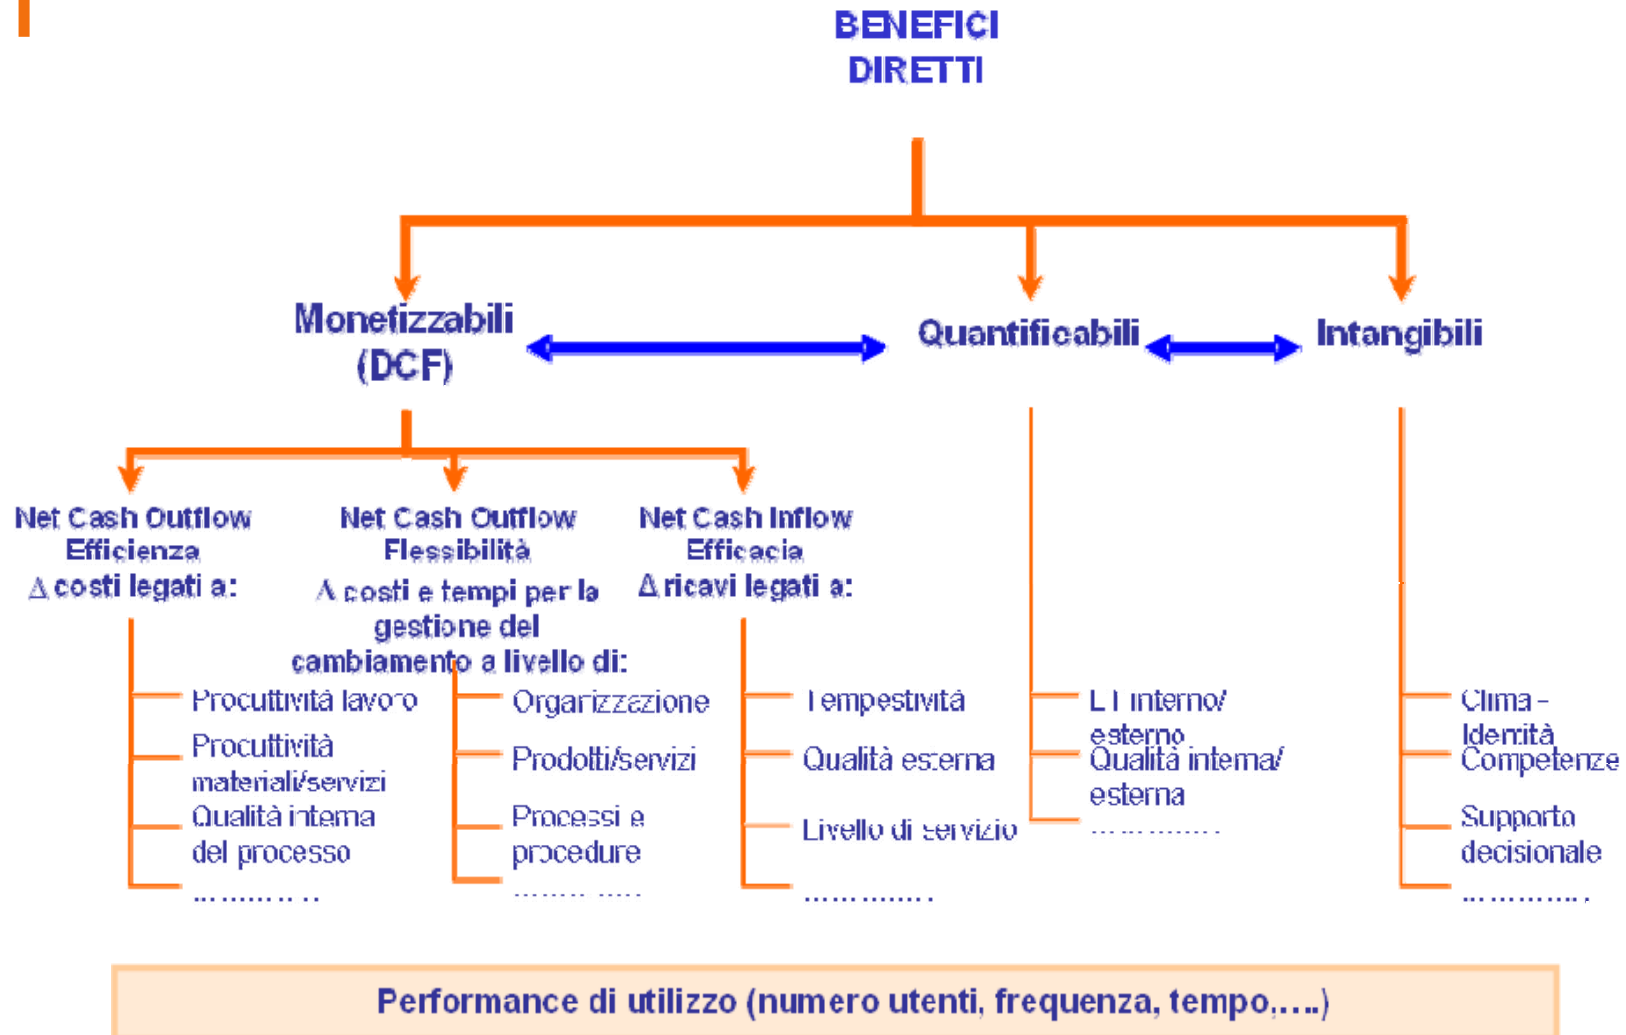 BENEFICI
DIRETTI
Monetizzabili
(DCF)
Quantificabili
Intangibili
Net Cash Outflow
Efficienza
Δ costi legati a:
Net Cash Outflow
Flessibilità
Δ costi e tempi per la
gestione del
cambiamento a livello di:
Net Cash Inflow
Efficacia
Δ ricavi legati a:
Produttività lavoro
Produttività
materiali/servizi
Qualità interna
del processo
.............
Organizzazione
Prodotti/servizi
Processi e
procedure
.............
Tempestività
Qualità esterna
Livello di servizio
.............
LT interno/
esterno
Qualità interna/
esterna
.............
Clima -
Identità
Competenze
Supporto
decisionale
.............
Performance di utilizzo (numero utenti, frequenza, tempo,....)